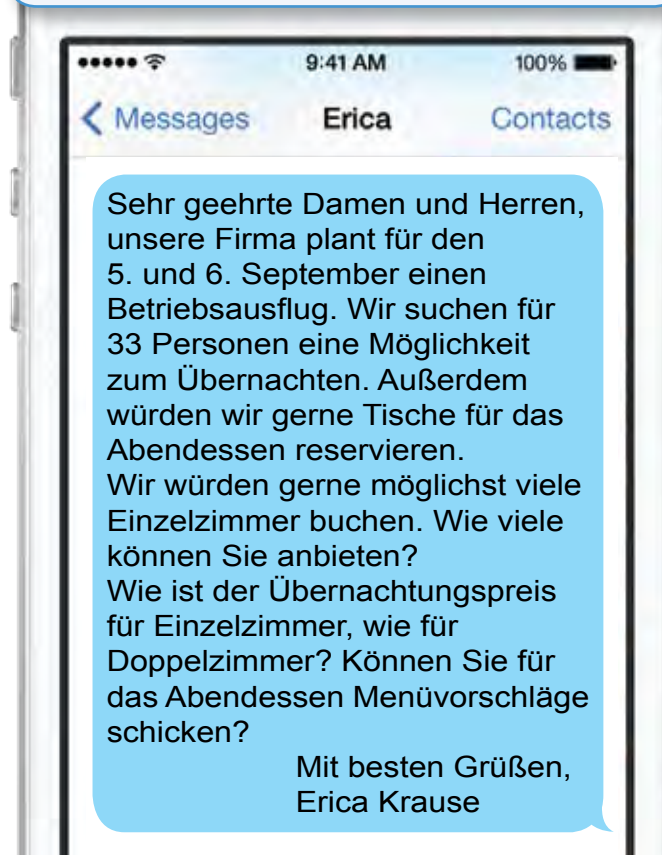 9:41 AM
100%
Messages
Erica
Contacts
Sehr geehrte Damen und Herren,
unsere Firma plant für den
5. und 6. September einen
Betriebsausflug. Wir suchen für
33 Personen eine Möglichkeit
zum Übernachten. Außerdem
würden wir gerne Tische für das
Abendessen reservieren.
Wir würden gerne möglichst viele
Einzelzimmer buchen. Wie viele
können Sie anbieten?
Wie ist der Übernachtungspreis
für Einzelzimmer, wie für
Doppelzimmer? Können Sie für
das Abendessen Menüvorschläge
schicken?
Mit besten Grüßen,
Erica Krause